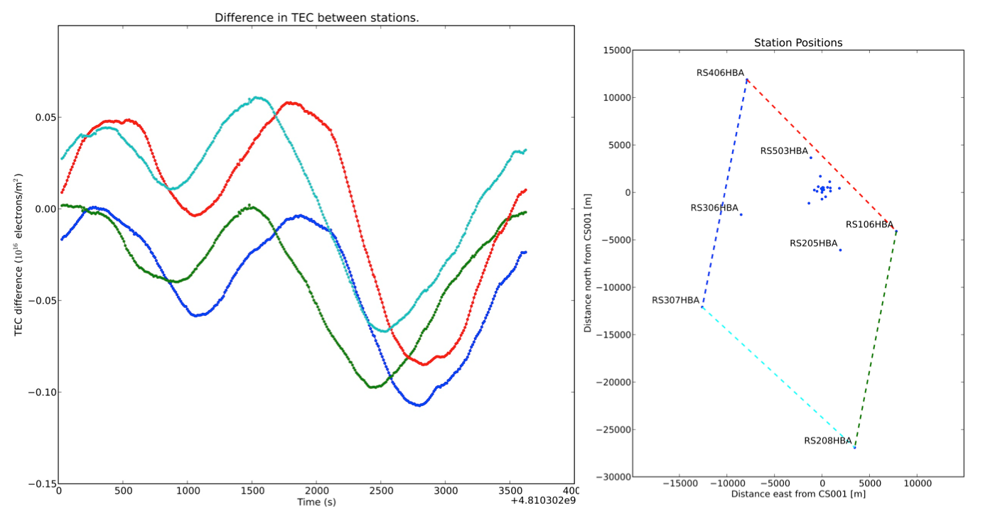 Difference in TEC between stations.
TEC difference (10¹⁶ electrons/m²)
0.05
0.00
−0.05
−0.10
−0.15
0 500 1000 1500 2000 2500 3000 3500 400
+4.810302e9
Time (s)
Station Positions
Distance north from CS001 [m]
15000
10000
5000
0
−5000
−10000
−15000
−20000
−25000
−30000
RS406HBA
RS503HBA
RS306HBA
RS106HBA
RS205HBA
RS307HBA
RS208HBA
−15000 −10000 −5000 0 5000 10000
Distance east from CS001 [m]